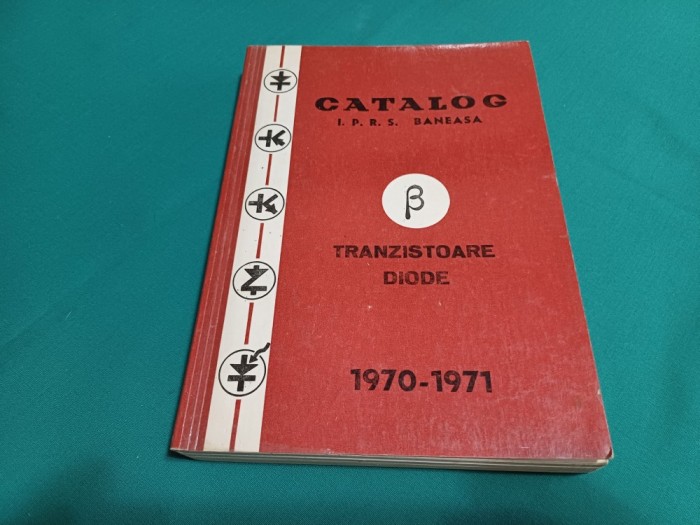 CATALOG
I. P. R. S. BANEASA
β
TRANZISTOARE
DIODE
1970-1971